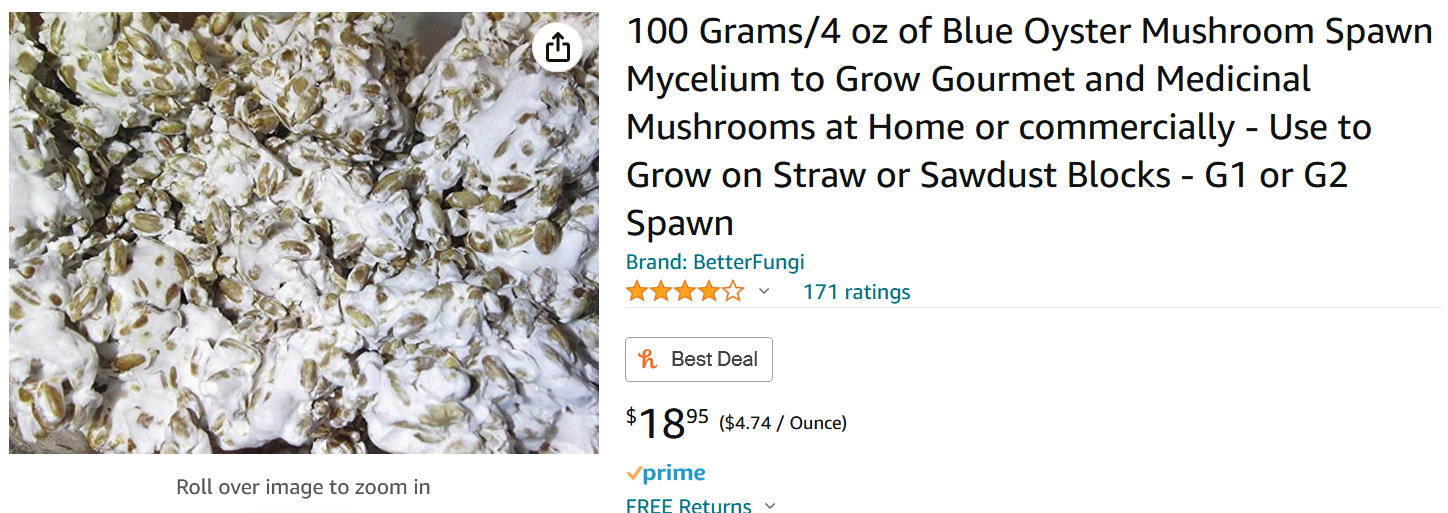 100 Grams/4 oz of Blue Oyster Mushroom Spawn
Mycelium to Grow Gourmet and Medicinal
Mushrooms at Home or commercially - Use to
Grow on Straw or Sawdust Blocks - G1 or G2
Spawn
Brand: BetterFungi
171 ratings
Best Deal
$1895 ($4.74 / Ounce)
prime
FREE Returns
Roll over image to zoom in